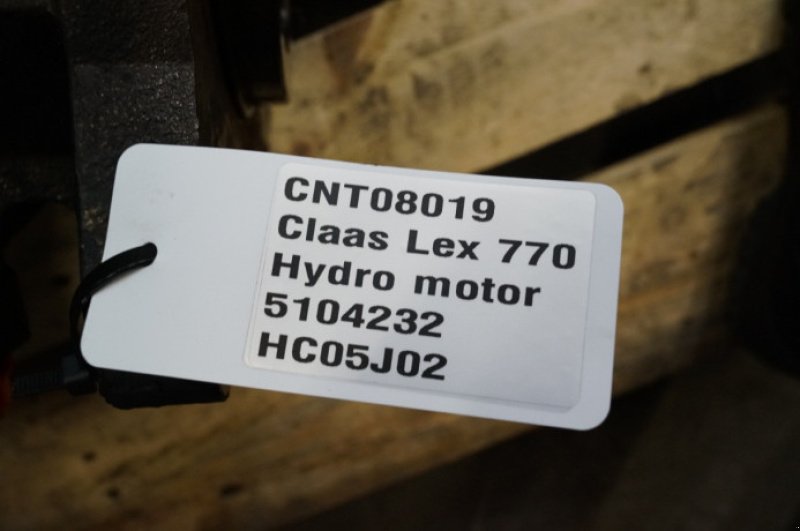 CNT08019
Claas Lex 770
Hydro motor
5104232
HC05J02